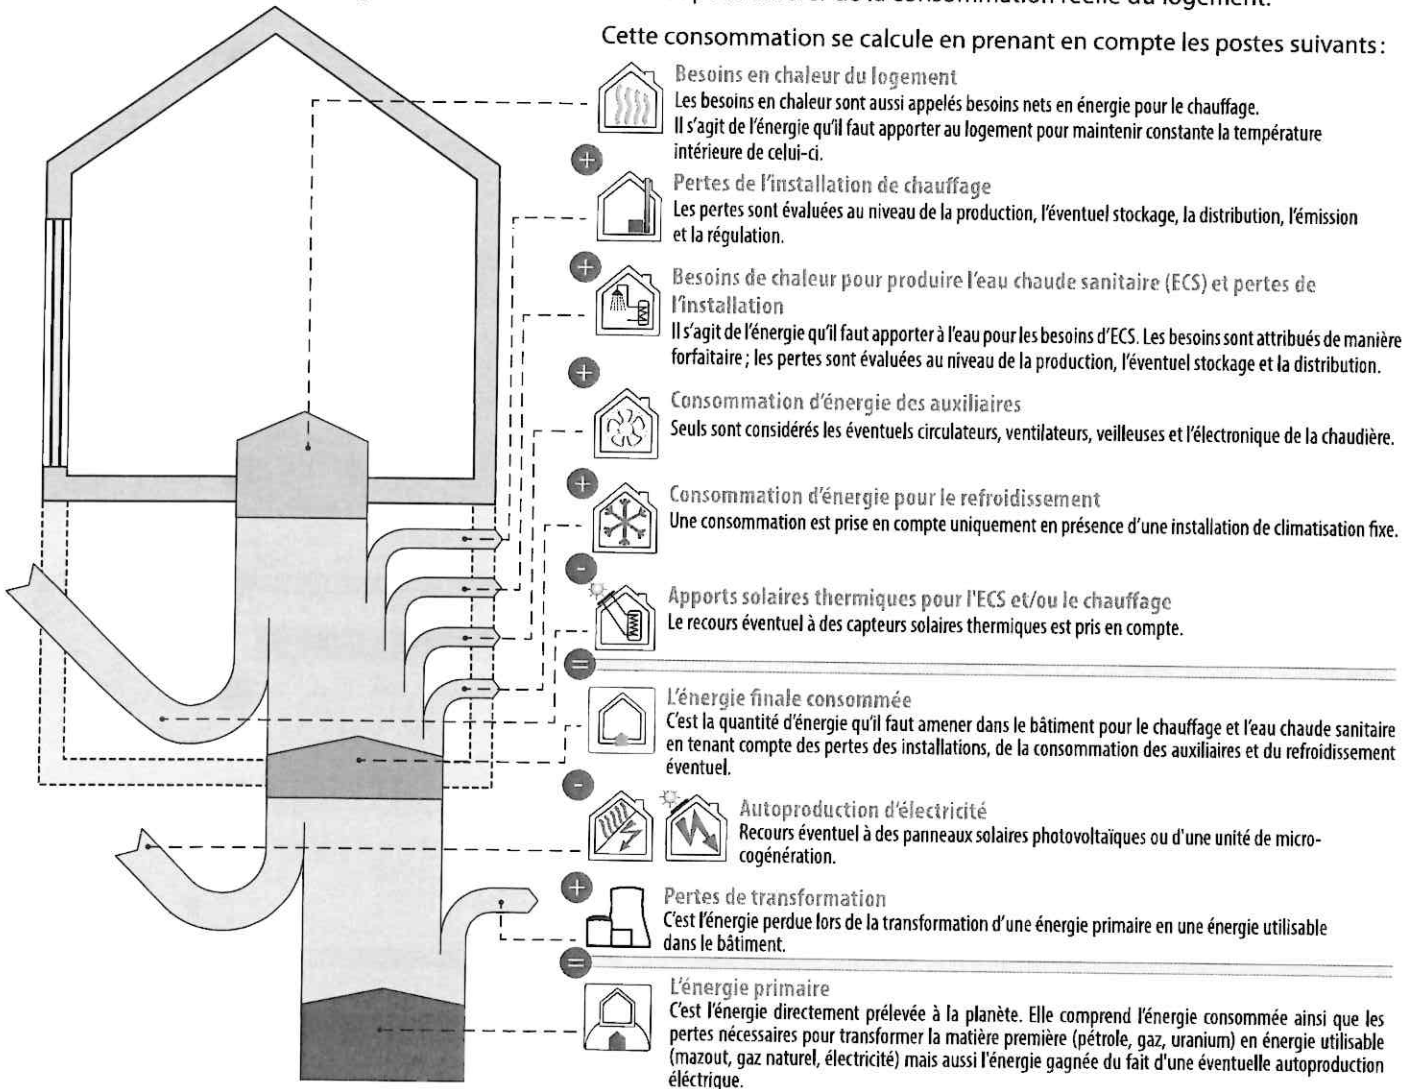 de la consommation réelle du logement.
Cette consommation se calcule en prenant en compte les postes suivants :
Besoins en chaleur du logement
Les besoins en chaleur sont aussi appelés besoins nets en énergie pour le chauffage.
Il s'agit de l'énergie qu'il faut apporter au logement pour maintenir constante la température
intérieure de celui-ci.
+
Pertes de l'installation de chauffage
Les pertes sont évaluées au niveau de la production, l'éventuel stockage, la distribution, l'émission
et la régulation.
+
Besoins de chaleur pour produire l'eau chaude sanitaire (ECS) et pertes de
l'installation
Il s'agit de l'énergie qu'il faut apporter à l'eau pour les besoins d'ECS. Les besoins sont attribués de manière
forfaitaire ; les pertes sont évaluées au niveau de la production, l'éventuel stockage et la distribution.
+
Consommation d'énergie des auxiliaires
Seuls sont considérés les éventuels circulateurs, ventilateurs, veilleuses et l'électronique de la chaudière.
+
Consommation d'énergie pour le refroidissement
Une consommation est prise en compte uniquement en présence d'une installation de climatisation fixe.
-
Apports solaires thermiques pour l'ECS et/ou le chauffage
Le recours éventuel à des capteurs solaires thermiques est pris en compte.
=
L'énergie finale consommée
C'est la quantité d'énergie qu'il faut amener dans le bâtiment pour le chauffage et l'eau chaude sanitaire
en tenant compte des pertes des installations, de la consommation des auxiliaires et du refroidissement
éventuel.
-
Autoproduction d'électricité
Recours éventuel à des panneaux solaires photovoltaïques ou d'une unité de micro-
cogénération.
+
Pertes de transformation
C'est l'énergie perdue lors de la transformation d'une énergie primaire en une énergie utilisable
dans le bâtiment.
=
L'énergie primaire
C'est l'énergie directement prélevée à la planète. Elle comprend l'énergie consommée ainsi que les
pertes nécessaires pour transformer la matière première (pétrole, gaz, uranium) en énergie utilisable
(mazout, gaz naturel, électricité) mais aussi l'énergie gagnée du fait d'une éventuelle autoproduction
éléctrique.